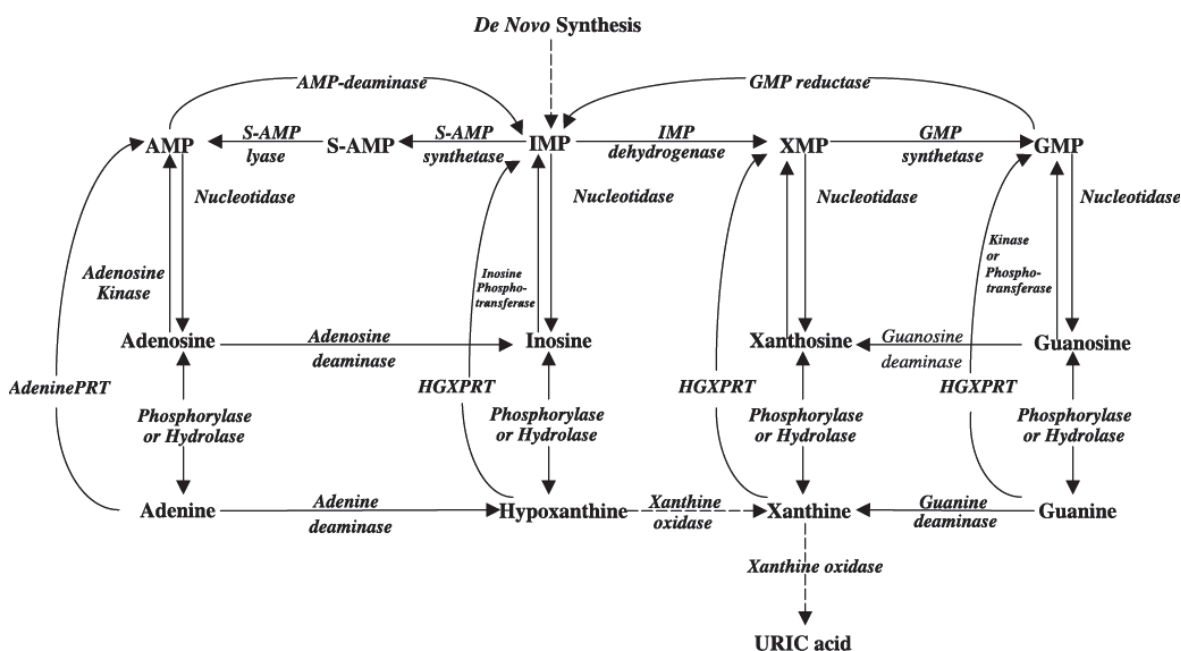 De Novo Synthesis
AMP-deaminase
GMP reductase
AMP
S-AMP
lyase
S-AMP
S-AMP
synthetase
IMP
IMP
dehydrogenase
XMP
GMP
synthetase
GMP
Nucleotidase
Nucleotidase
Nucleotidase
Nucleotidase
Adenosine
Kinase
Inosine
Phospho-
transferase
Kinase
or
Phospho-
transferase
Adenosine
Adenosine
deaminase
Inosine
Xanthosine
Guanosine
deaminase
Guanosine
AdeninePRT
HGXPRT
HGXPRT
HGXPRT
Phosphorylase
or Hydrolase
Phosphorylase
or Hydrolase
Phosphorylase
or Hydrolase
Phosphorylase
or Hydrolase
Adenine
Adenine
deaminase
Hypoxanthine
Xanthine
oxidase
Xanthine
Guanine
deaminase
Guanine
Xanthine oxidase
URIC acid